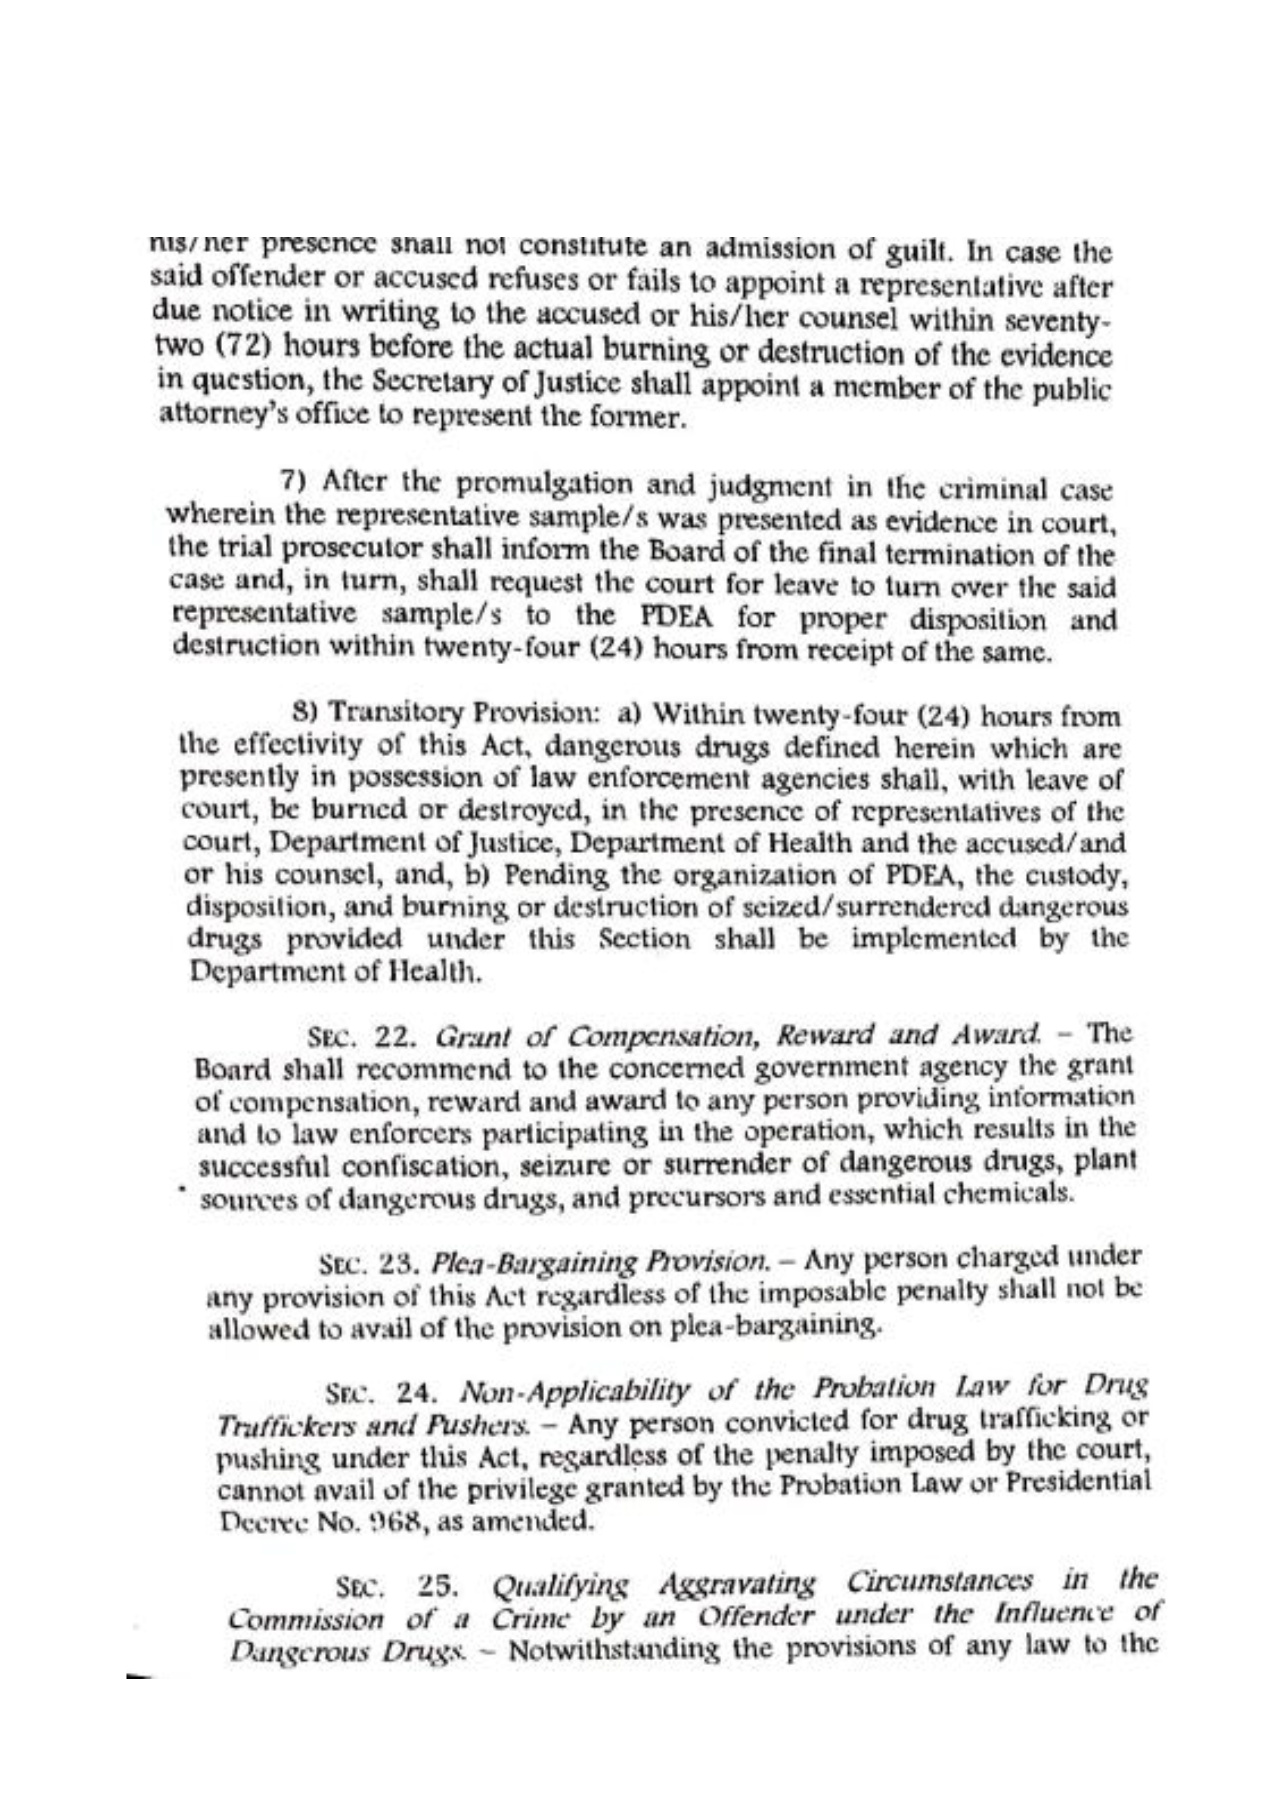 his/her presence shall not constitute an admission of guilt. In case the
said offender or accused refuses or fails to appoint a representative after
due notice in writing to the accused or his/her counsel within seventy-
two (72) hours before the actual burning or destruction of the evidence
in question, the Secretary of Justice shall appoint a member of the public
attorney's office to represent the former.
7) After the promulgation and judgment in the criminal case
wherein the representative sample/s was presented as evidence in court,
the trial prosecutor shall inform the Board of the final termination of the
case and, in turn, shall request the court for leave to turn over the said
representative sample/s to the PDEA for proper disposition and
destruction within twenty-four (24) hours from receipt of the same.
8) Transitory Provision: a) Within twenty-four (24) hours from
the effectivity of this Act, dangerous drugs defined herein which are
presently in possession of law enforcement agencies shall, with leave of
court, be burned or destroyed, in the presence of representatives of the
court, Department of Justice, Department of Health and the accused/and
or his counsel, and, b) Pending the organization of PDEA, the custody,
disposition, and burning or destruction of seized/surrendered dangerous
drugs provided under this Section shall be implemented by the
Department of Health.
SEC. 22. Grant of Compensation, Reward and Award. – The
Board shall recommend to the concerned government agency the grant
of compensation, reward and award to any person providing information
and to law enforcers participating in the operation, which results in the
successful confiscation, seizure or surrender of dangerous drugs, plant
sources of dangerous drugs, and precursors and essential chemicals.
SEC. 23. Plea-Bargaining Provision. – Any person charged under
any provision of this Act regardless of the imposable penalty shall not be
allowed to avail of the provision on plea-bargaining.
SEC. 24. Non-Applicability of the Probation Law for Drug
Traffickers and Pushers. – Any person convicted for drug trafficking or
pushing under this Act, regardless of the penalty imposed by the court,
cannot avail of the privilege granted by the Probation Law or Presidential
Decree No. 968, as amended.
SEC. 25. Qualifying Aggravating Circumstances in the
Commission of a Crime by an Offender under the Influence of
Dangerous Drugs. – Notwithstanding the provisions of any law to the